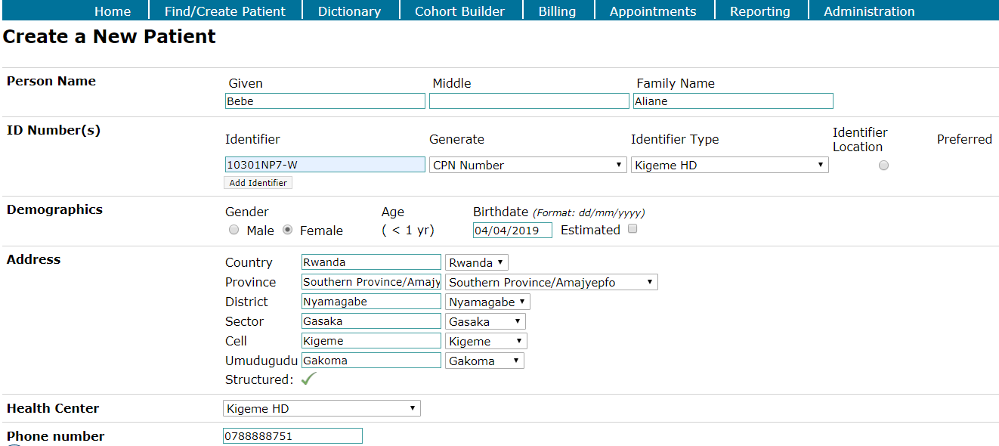 Home Find/Create Patient Dictionary Cohort Builder Billing Appointments Reporting Administration
Create a New Patient
Person Name
Given Middle Family Name
Bebe Aliane
ID Number(s)
Identifier Generate Identifier Type Identifier Location Preferred
10301NP7-W CPN Number Kigeme HD
Add Identifier
Demographics
Gender Age Birthdate (Format: dd/mm/yyyy)
Male Female ( < 1 yr) 04/04/2019 Estimated
Address
Country Rwanda Rwanda
Province Southern Province/Amajy Southern Province/Amajyepfo
District Nyamagabe Nyamagabe
Sector Gasaka Gasaka
Cell Kigeme Kigeme
Umudugudu Gakoma Gakoma
Structured:
Health Center Kigeme HD
Phone number 0788888751